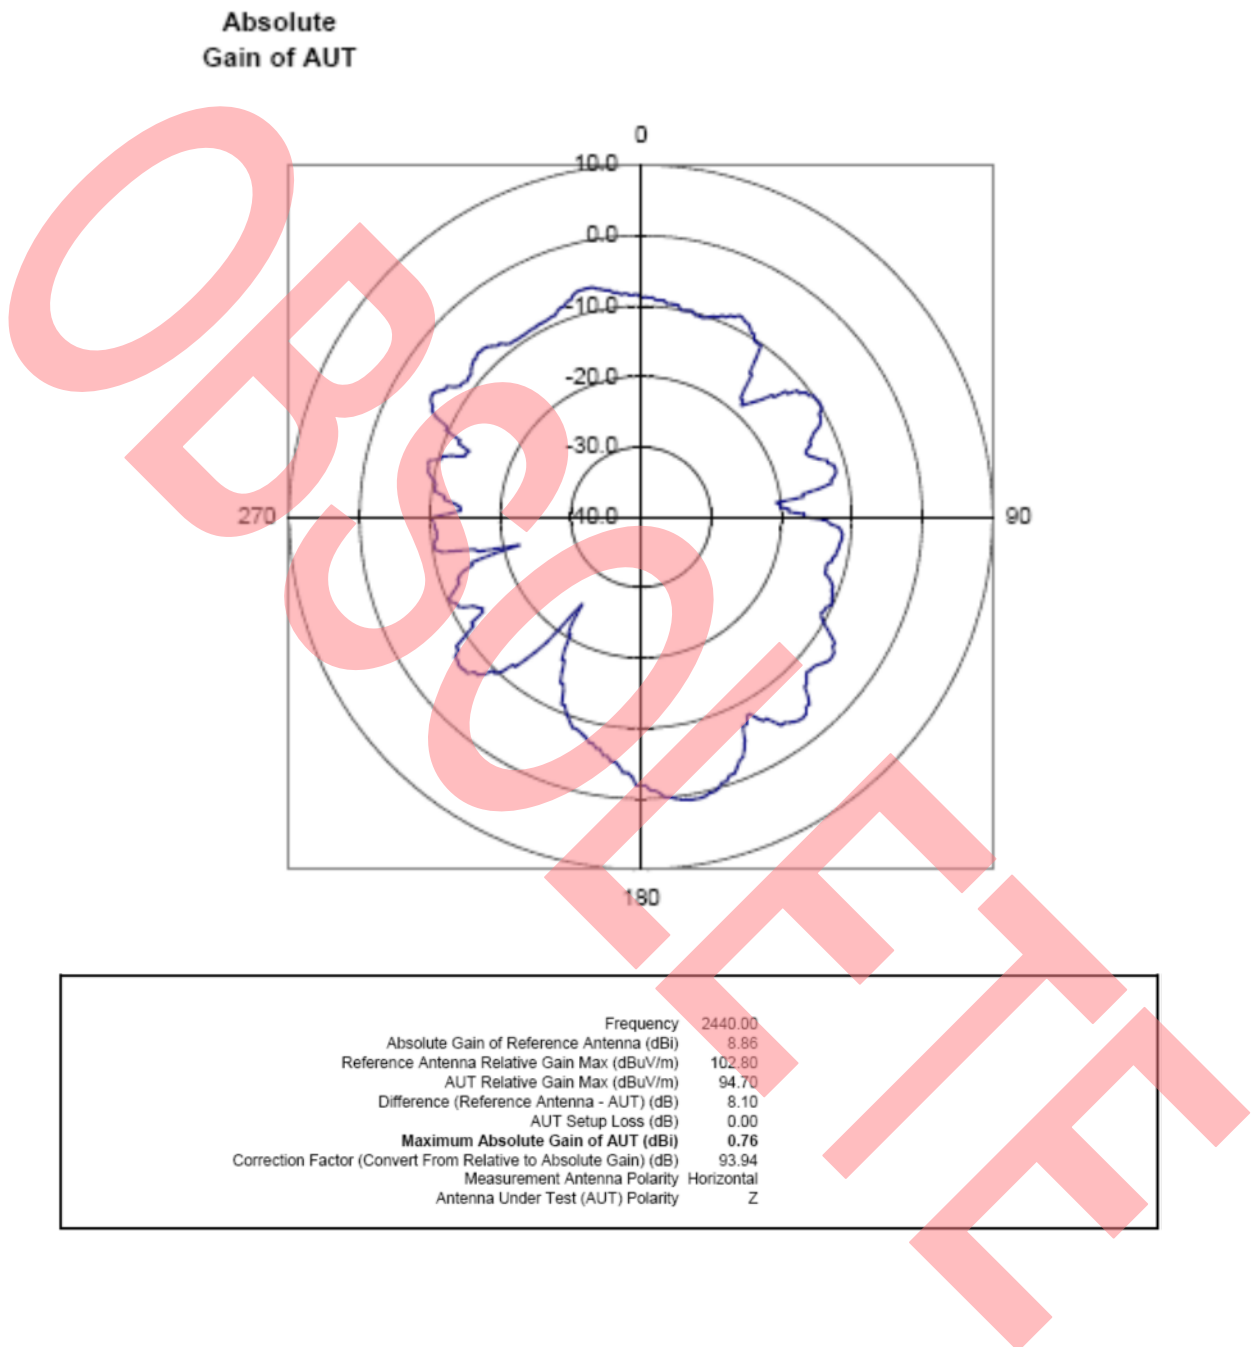 Absolute
Gain of AUT
0
10.0
0.0
-10.0
-20.0
-30.0
270
-40.0
90
180
Frequency 2440.00
Absolute Gain of Reference Antenna (dBi) 8.86
Reference Antenna Relative Gain Max (dBuV/m) 102.80
AUT Relative Gain Max (dBuV/m) 94.70
Difference (Reference Antenna - AUT) (dB) 8.10
AUT Setup Loss (dB) 0.00
Maximum Absolute Gain of AUT (dBi) 0.76
Correction Factor (Convert From Relative to Absolute Gain) (dB) 93.94
Measurement Antenna Polarity Horizontal
Antenna Under Test (AUT) Polarity Z
OBSOLETE